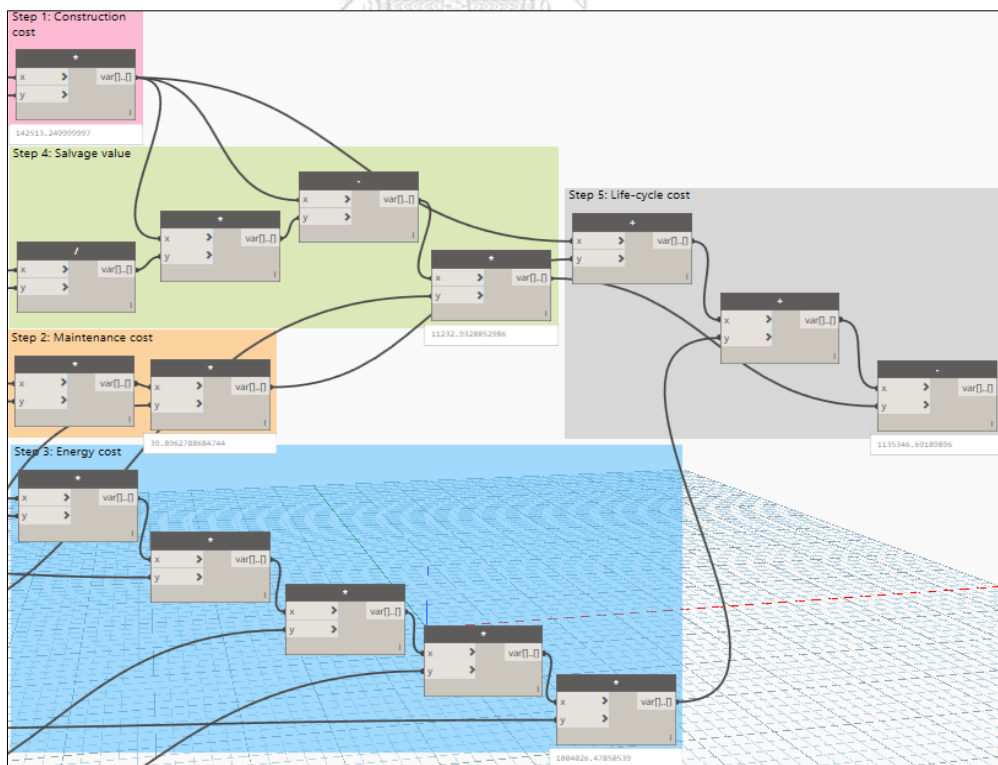 Step 1: Construction
cost
*
x > var[]..[]
y >
l
142513.249999997
Step 4: Salvage value
-
x > var[]..[]
y >
l
*
x > var[]..[]
y >
l
/
x > var[]..[]
y >
l
*
x > var[]..[]
y >
l
11232.9328852986
Step 5: Life-cycle cost
+
x > var[]..[]
y >
l
+
x > var[]..[]
y >
l
-
x > var[]..[]
y >
l
1135346.69189896
Step 2: Maintenance cost
*
x > var[]..[]
y >
l
*
x > var[]..[]
y >
l
39.8962788684744
Step 3: Energy cost
*
x > var[]..[]
y >
l
*
x > var[]..[]
y >
l
*
x > var[]..[]
y >
l
*
x > var[]..[]
y >
l
*
x > var[]..[]
y >
l
1004026.47850539